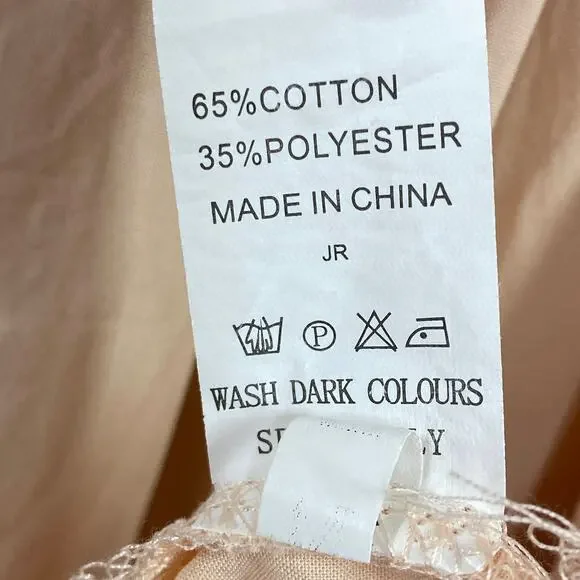 65%COTTON
35%POLYESTER
MADE IN CHINA
JR
P
WASH DARK COLOURS